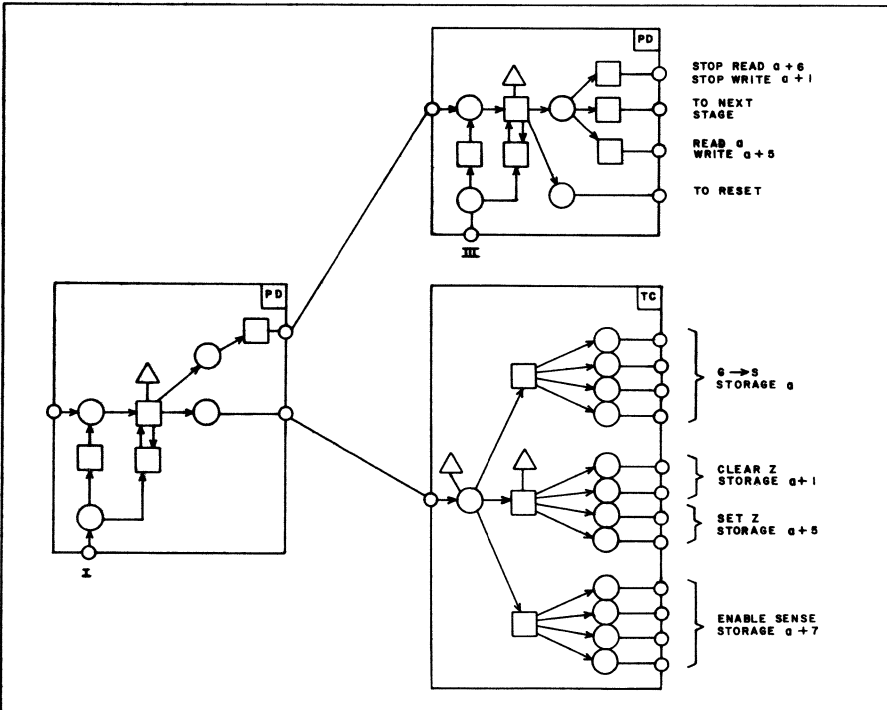 PD
STOP READ a + 6
STOP WRITE a + 1
TO NEXT
STAGE
READ a
WRITE a + 5
TO RESET
III
PD
I
TC
G → S
STORAGE a
CLEAR Z
STORAGE a + 1
SET Z
STORAGE a + 5
ENABLE SENSE
STORAGE a + 7